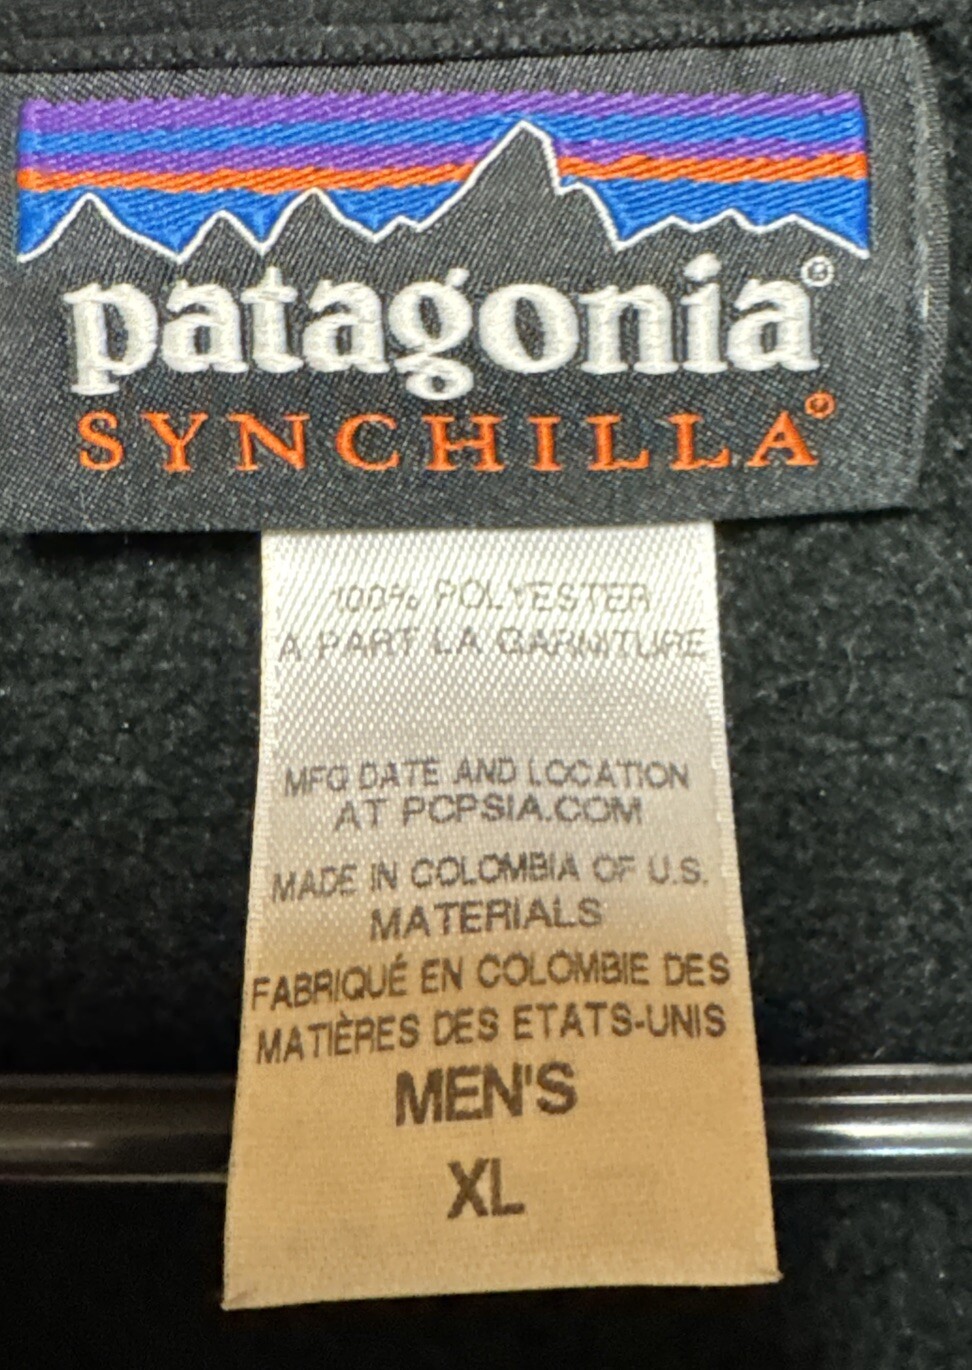 patagonia®
SYNCHILLA®
100% POLYESTER
A PART LA GARNITURE
MFG DATE AND LOCATION
AT PCPSIA.COM
MADE IN COLOMBIA OF U.S.
MATERIALS
FABRIQUÉ EN COLOMBIE DES
MATIÈRES DES ETATS-UNIS
MEN'S
XL